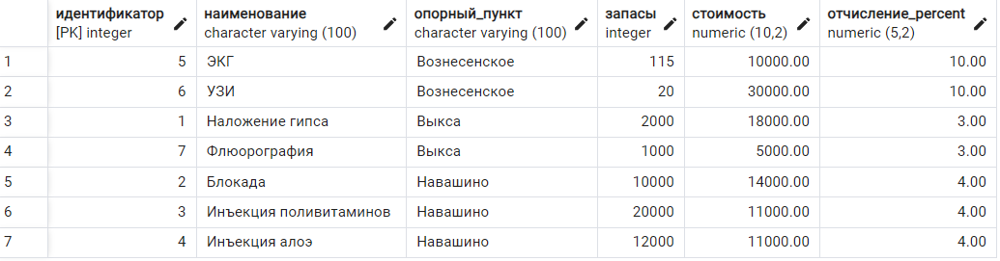 идентификатор наименование опорный_пункт запасы стоимость отчисление_percent
[PK] integer character varying (100) character varying (100) integer numeric (10,2) numeric (5,2)
1 5 ЭКГ Вознесенское 115 10000.00 10.00
2 6 УЗИ Вознесенское 20 30000.00 10.00
3 1 Наложение гипса Выкса 2000 18000.00 3.00
4 7 Флюорография Выкса 1000 5000.00 3.00
5 2 Блокада Навашино 10000 14000.00 4.00
6 3 Инъекция поливитаминов Навашино 20000 11000.00 4.00
7 4 Инъекция алоэ Навашино 12000 11000.00 4.00